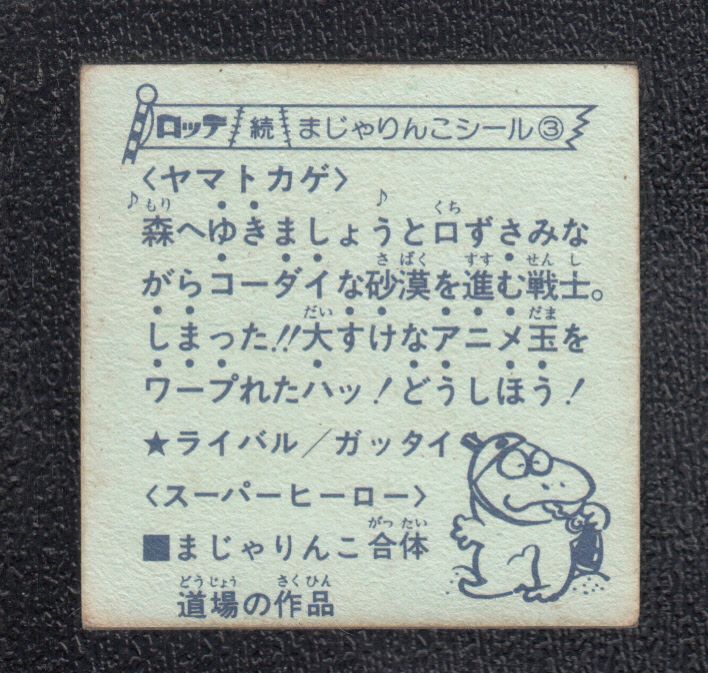 ロッテ 続 まじゃりんこシール③
〈ヤマトカゲ〉
♪森へゆきましょう♪と口ずさみな
がらコーダイな砂漠を進む戦士。
しまった!!大すけなアニメ玉を
ワープれたハッ!どうしほう!
★ライバル/ガッタイ
〈スーパーヒーロー〉
■まじゃりんこ合体
道場の作品